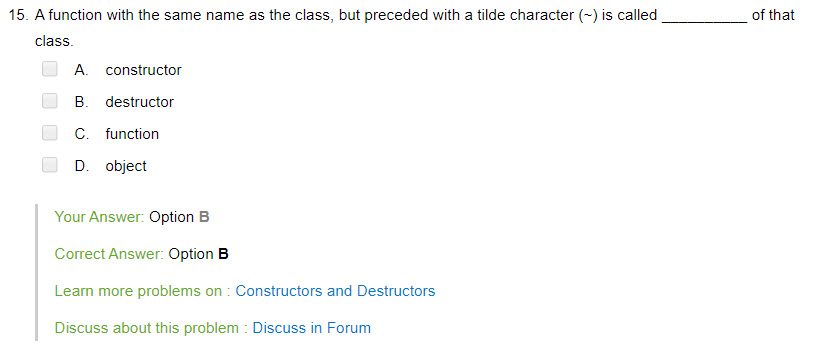 15. A function with the same name as the class, but preceded with a tilde character (~) is called __________ of that
class.
A. constructor
B. destructor
C. function
D. object
Your Answer: Option B
Correct Answer: Option B
Learn more problems on : Constructors and Destructors
Discuss about this problem : Discuss in Forum